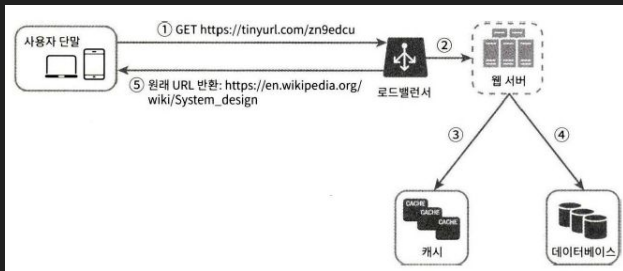 사용자 단말
① GET https://tinyurl.com/zn9edcu
②
웹 서버
로드밸런서
⑤ 원래 URL 반환: https://en.wikipedia.org/
wiki/System_design
③
④
CACHE
CACHE
CACHE
캐시
데이터베이스